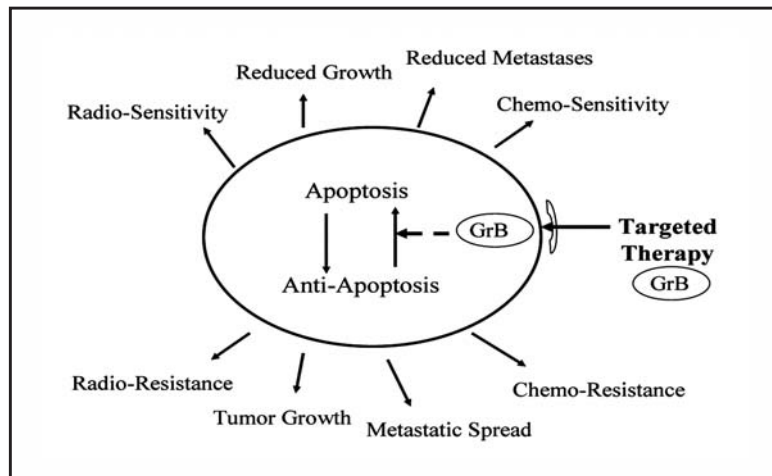 Reduced Growth
Reduced Metastases
Radio-Sensitivity
Chemo-Sensitivity
Apoptosis
GrB
Targeted
Therapy
GrB
Anti-Apoptosis
Radio-Resistance
Tumor Growth
Metastatic Spread
Chemo-Resistance